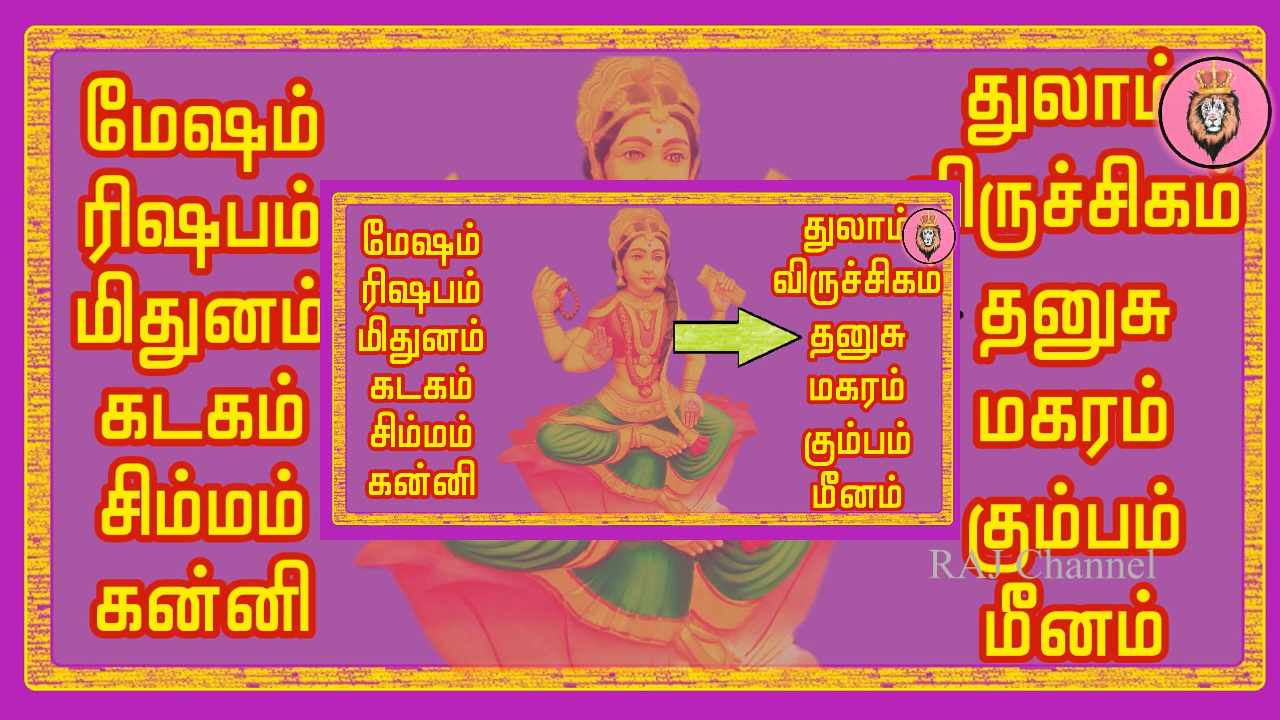 மேஷம்
ரிஷபம்
மிதுனம்
கடகம்
சிம்மம்
கன்னி
துலாம்
விருச்சிகம்
தனுசு
மகரம்
கும்பம்
மீனம்
மேஷம்
ரிஷபம்
மிதுனம்
கடகம்
சிம்மம்
கன்னி
துலாம்
விருச்சிகம்
தனுசு
மகரம்
கும்பம்
மீனம்
RAJ Channel